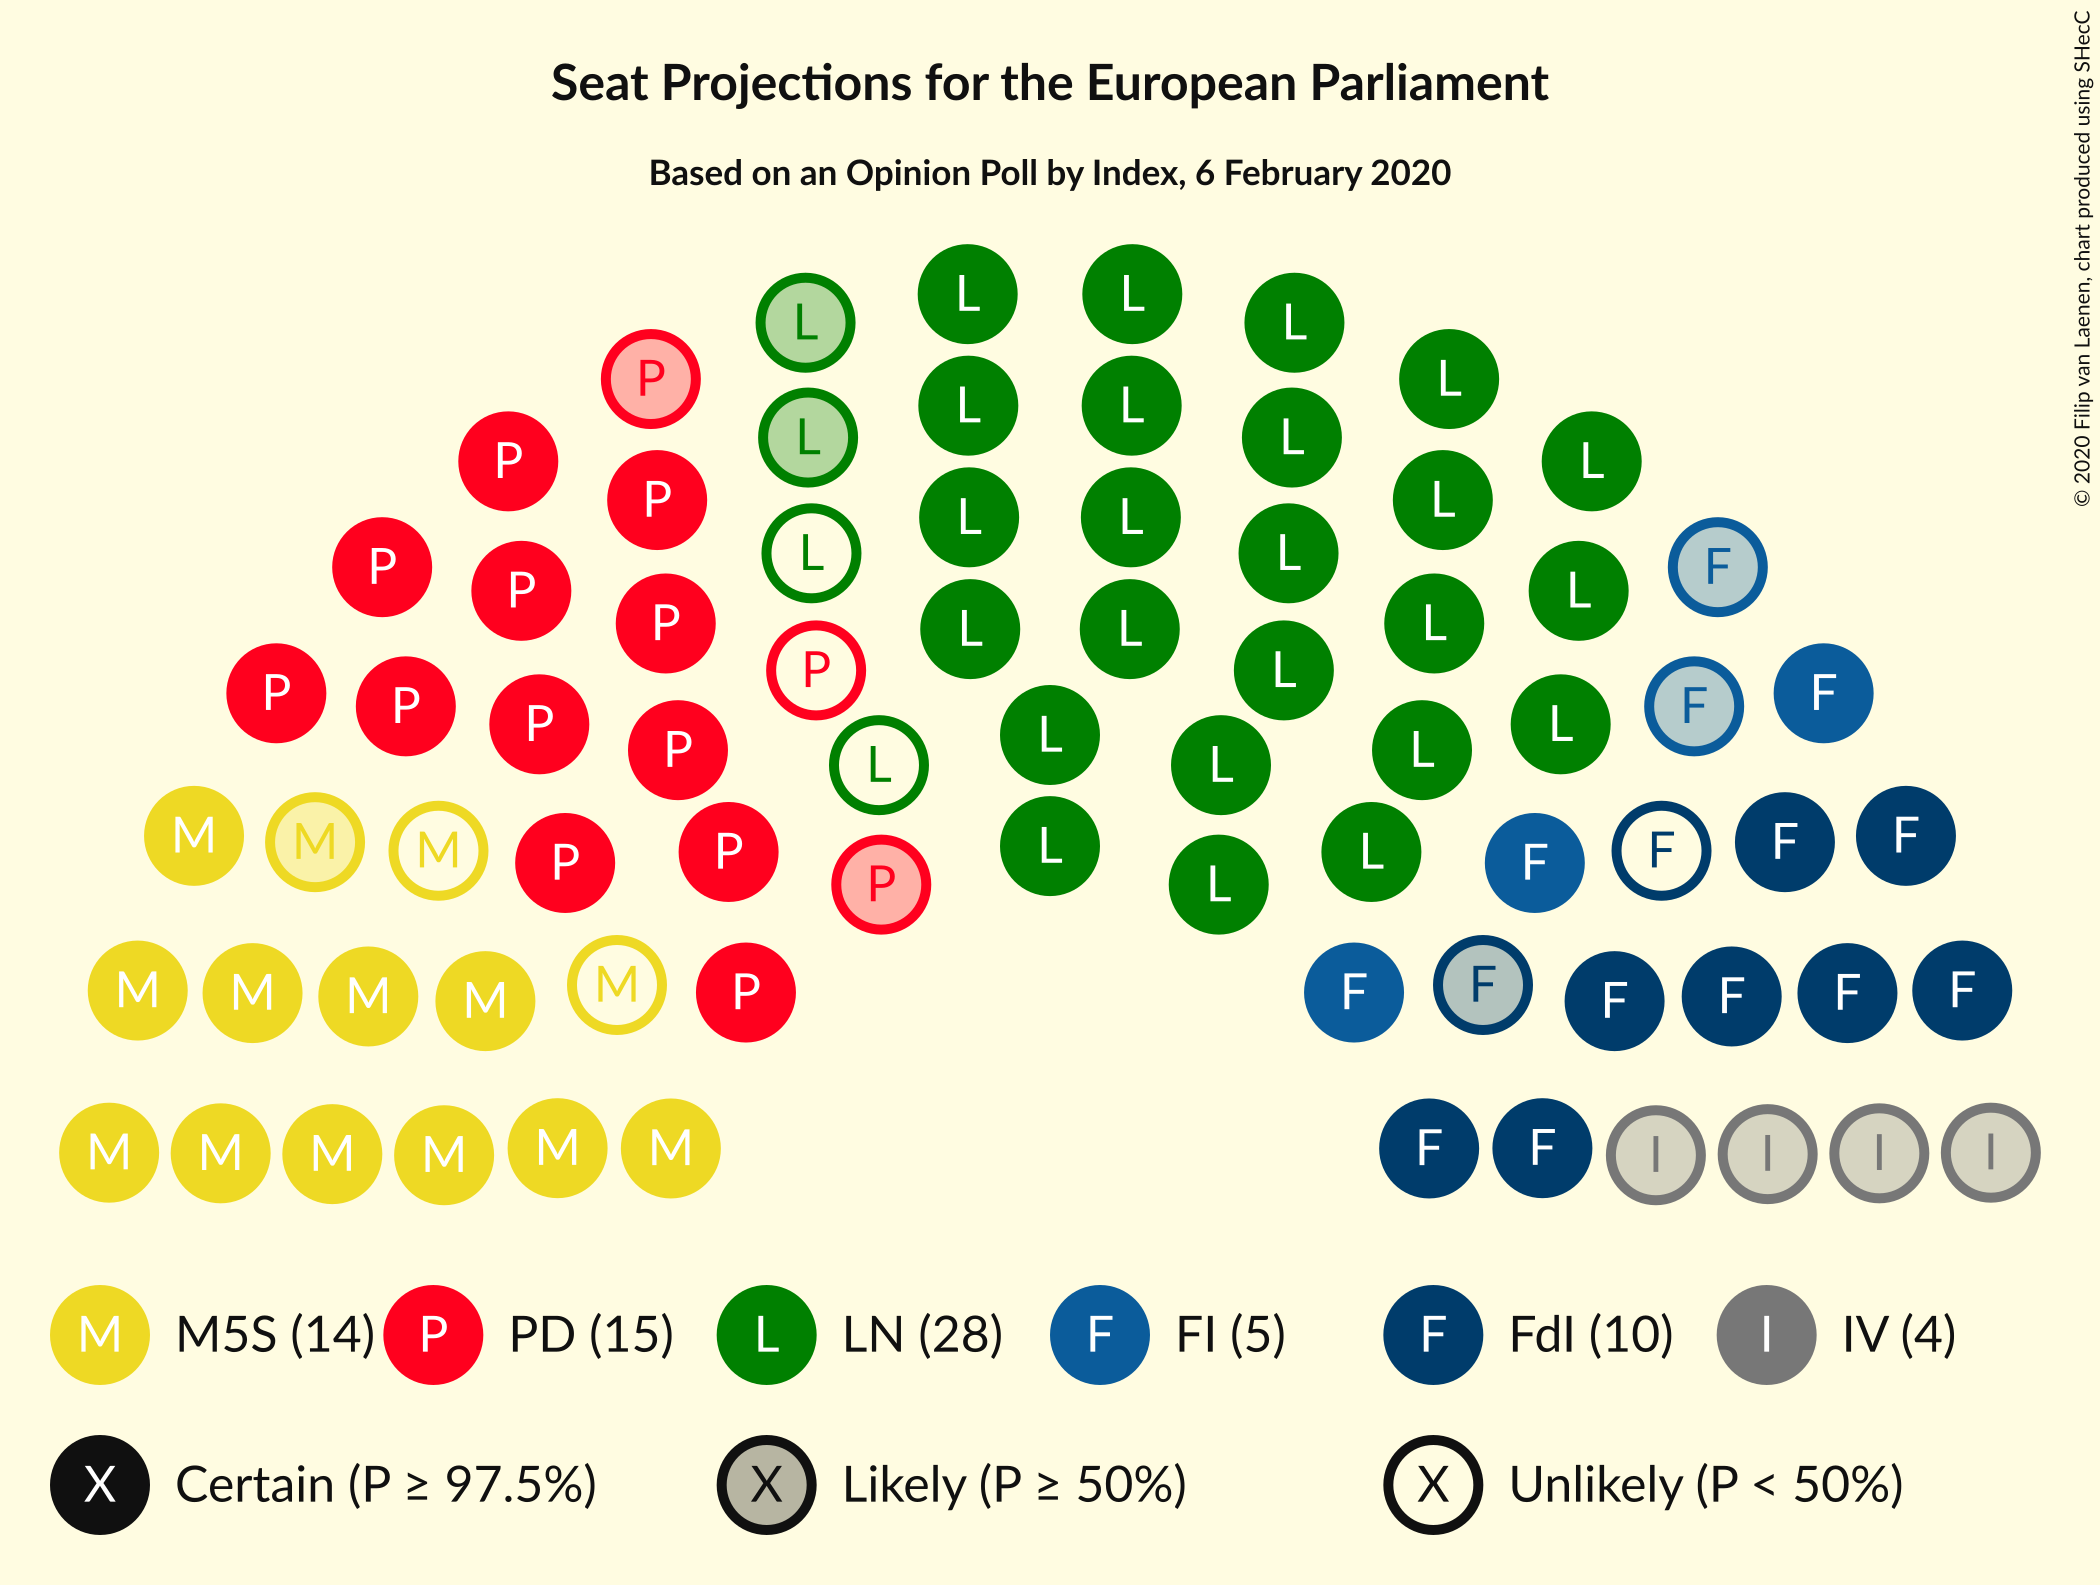 Seat Projections for the European Parliament
Based on an Opinion Poll by Index, 6 February 2020
© 2020 Filip van Laenen, chart produced using SHecC
L L L L
P L L P
L L L L
P P L L P L
L L L L
P P L L F
P L L P
L L L L
P L L L
P P F F
P P L L
L L L
L L
M M F F
L L
M P P L F F
P L
M M M M M P F F F F F F
M M M M M M F F I I I I
M M5S (14) P PD (15) L LN (28) F FI (5) F FdI (10) I IV (4)
X Certain (P ≥ 97.5%) X Likely (P ≥ 50%) X Unlikely (P < 50%)